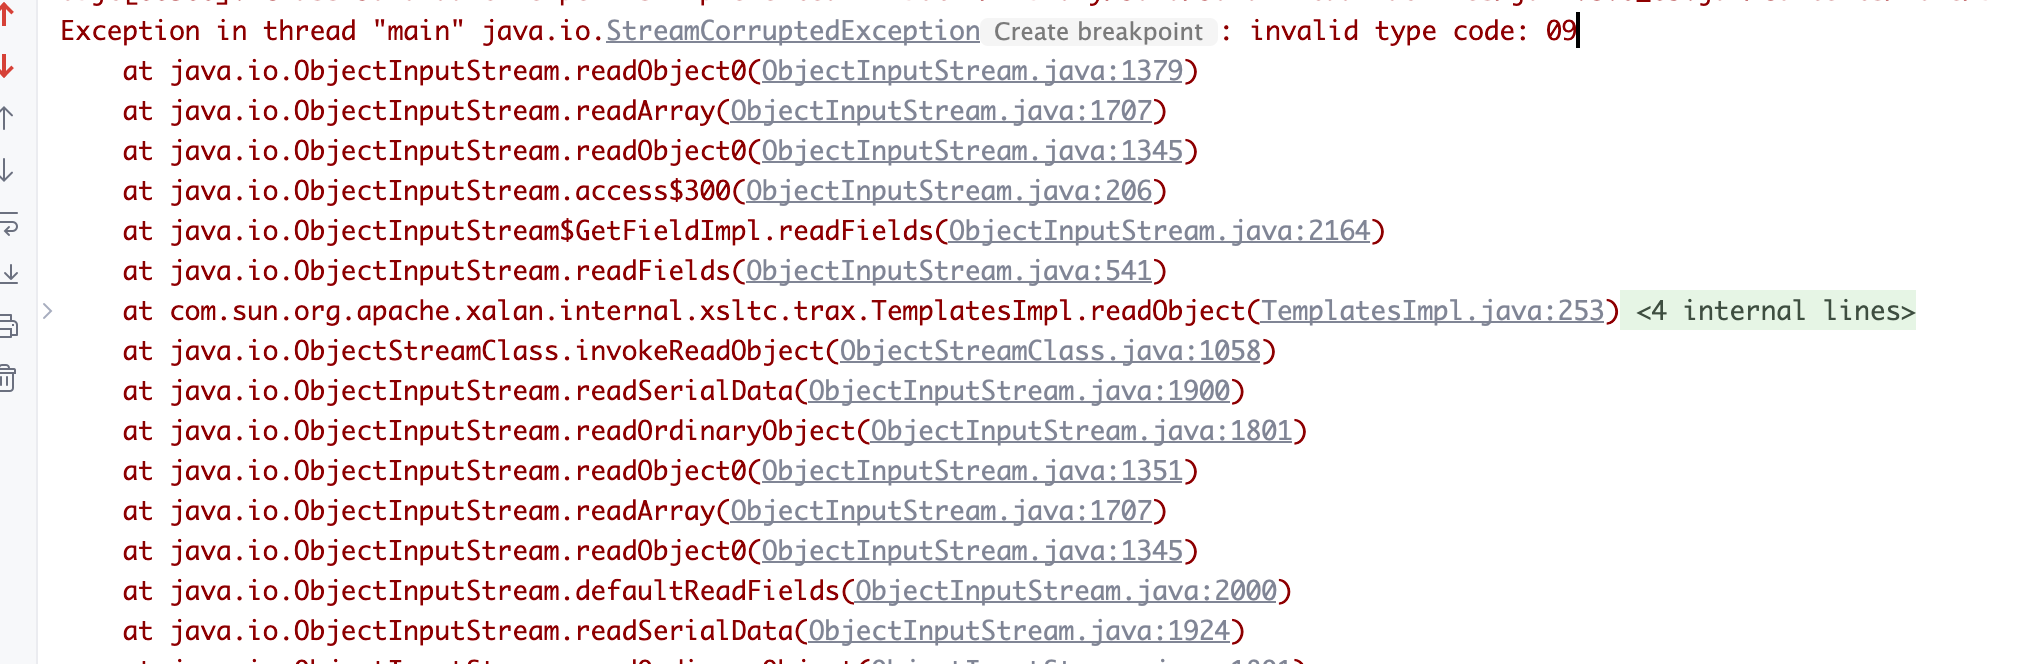 Exception in thread "main" java.io.StreamCorruptedException Create breakpoint : invalid type code: 09
at java.io.ObjectInputStream.readObject0(ObjectInputStream.java:1379)
at java.io.ObjectInputStream.readArray(ObjectInputStream.java:1707)
at java.io.ObjectInputStream.readObject0(ObjectInputStream.java:1345)
at java.io.ObjectInputStream.access$300(ObjectInputStream.java:206)
at java.io.ObjectInputStream$GetFieldImpl.readFields(ObjectInputStream.java:2164)
at java.io.ObjectInputStream.readFields(ObjectInputStream.java:541)
at com.sun.org.apache.xalan.internal.xsltc.trax.TemplatesImpl.readObject(TemplatesImpl.java:253) <4 internal lines>
at java.io.ObjectStreamClass.invokeReadObject(ObjectStreamClass.java:1058)
at java.io.ObjectInputStream.readSerialData(ObjectInputStream.java:1900)
at java.io.ObjectInputStream.readOrdinaryObject(ObjectInputStream.java:1801)
at java.io.ObjectInputStream.readObject0(ObjectInputStream.java:1351)
at java.io.ObjectInputStream.readArray(ObjectInputStream.java:1707)
at java.io.ObjectInputStream.readObject0(ObjectInputStream.java:1345)
at java.io.ObjectInputStream.defaultReadFields(ObjectInputStream.java:2000)
at java.io.ObjectInputStream.readSerialData(ObjectInputStream.java:1924)